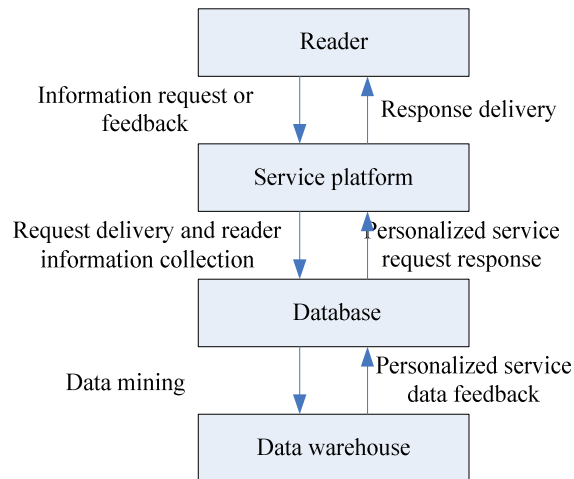 Reader
Information request or
feedback
Response delivery
Service platform
Request delivery and reader
information collection
Personalized service
request response
Database
Data mining
Personalized service
data feedback
Data warehouse